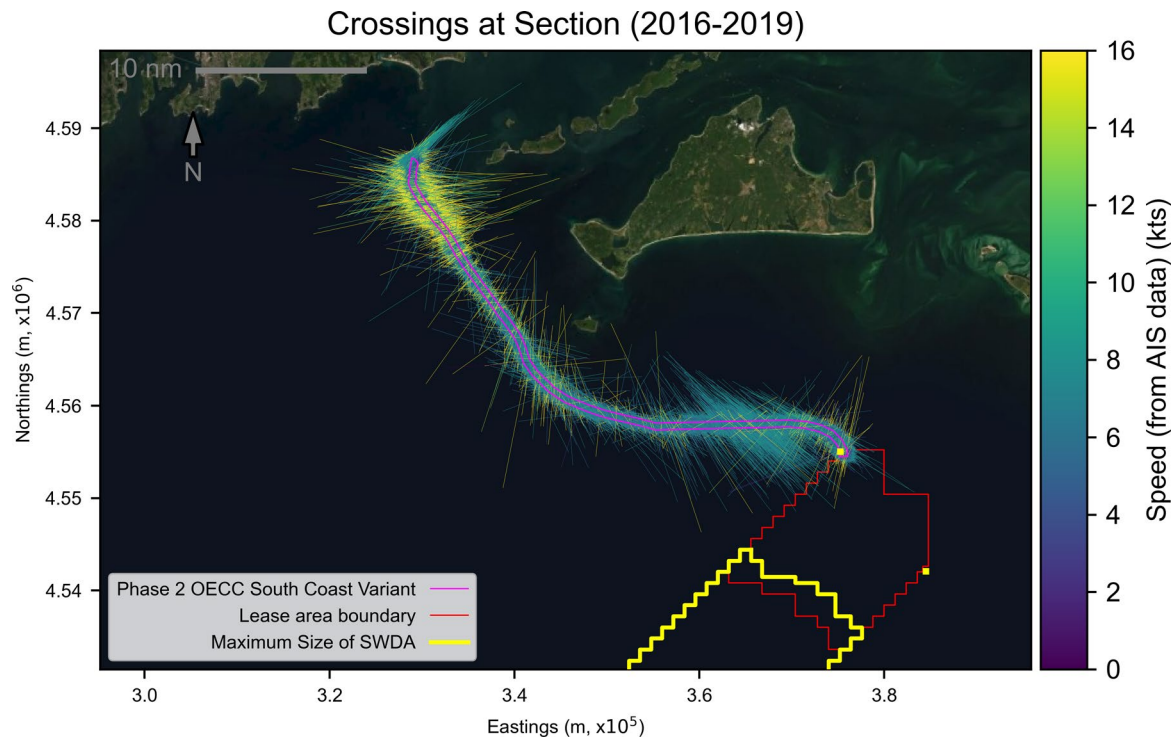 Crossings at Section (2016-2019)
10 nm
N
4.59
4.58
4.57
4.56
4.55
4.54
Northings (m, x10⁶)
3.0
3.2
3.4
3.6
3.8
Eastings (m, x10⁵)
Phase 2 OECC South Coast Variant
Lease area boundary
Maximum Size of SWDA
16
14
12
10
8
6
4
2
0
Speed (from AIS data) (kts)